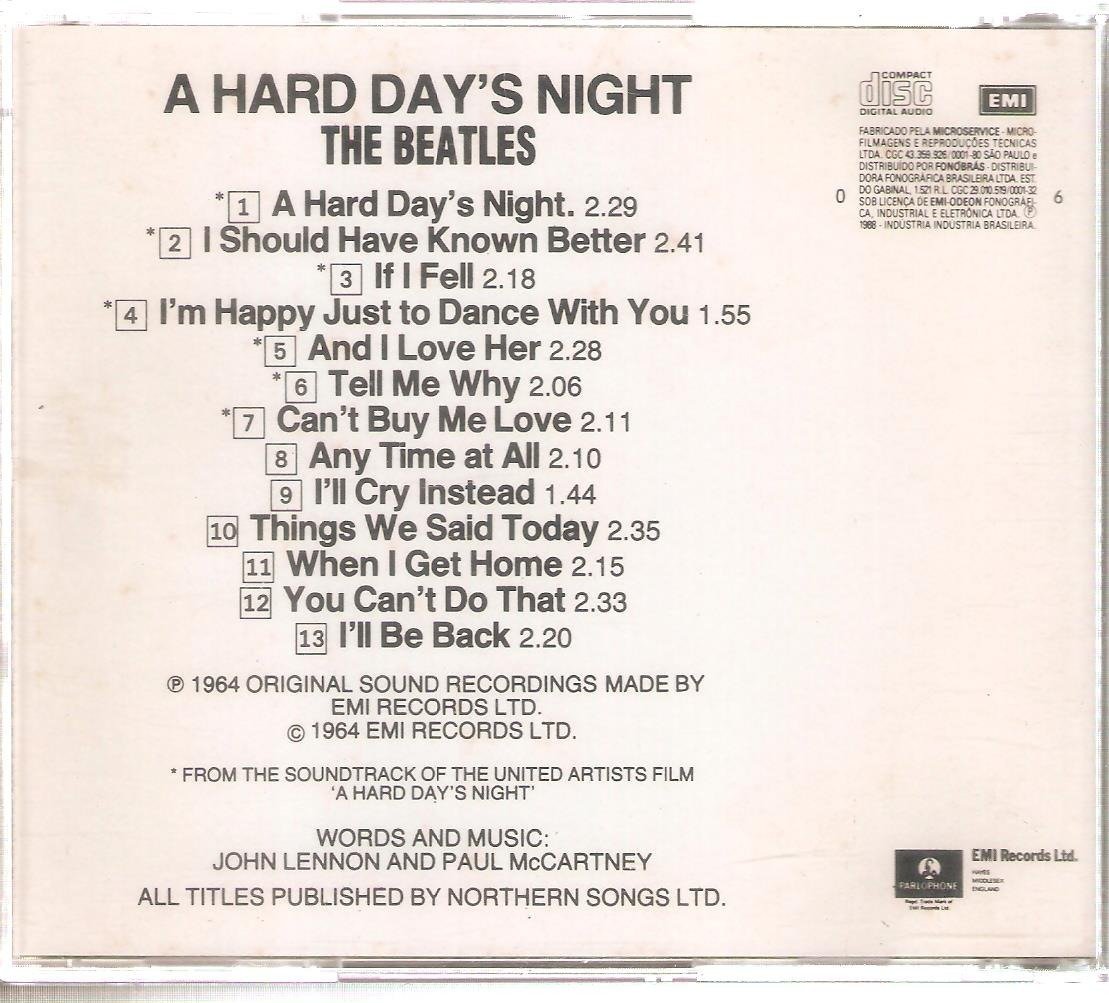 A HARD DAY'S NIGHT
THE BEATLES
*1 A Hard Day's Night. 2.29
*2 I Should Have Known Better 2.41
*3 If I Fell 2.18
*4 I'm Happy Just to Dance With You 1.55
*5 And I Love Her 2.28
*6 Tell Me Why 2.06
*7 Can't Buy Me Love 2.11
8 Any Time at All 2.10
9 I'll Cry Instead 1.44
10 Things We Said Today 2.35
11 When I Get Home 2.15
12 You Can't Do That 2.33
13 I'll Be Back 2.20
℗ 1964 ORIGINAL SOUND RECORDINGS MADE BY
EMI RECORDS LTD.
© 1964 EMI RECORDS LTD.
* FROM THE SOUNDTRACK OF THE UNITED ARTISTS FILM
'A HARD DAY'S NIGHT'
WORDS AND MUSIC:
JOHN LENNON AND PAUL McCARTNEY
ALL TITLES PUBLISHED BY NORTHERN SONGS LTD.
COMPACT
disc
DIGITAL AUDIO
EMI
FABRICADO PELA MICROSERVICE - MICRO-
FILMAGENS E REPRODUÇÕES TÉCNICAS
LTDA. CGC 43.359.926/0001-80 SÃO PAULO e
DISTRIBUÍDO POR FONOBRÁS - DISTRIBUI-
DORA FONOGRÁFICA BRASILEIRA LTDA. EST.
DO GABINAL, 1.521 R.L. CGC 29.010.519/0001-32
SOB LICENÇA DE EMI-ODEON FONOGRÁFI-
CA, INDUSTRIAL E ELETRÔNICA LTDA. ℗
1988 - INDÚSTRIA INDUSTRIA BRASILEIRA.
0 6
PARLOPHONE
Regd. Trade Mark of
EMI Records Ltd
EMI Records Ltd.
HAYES
MIDDLESEX
ENGLAND